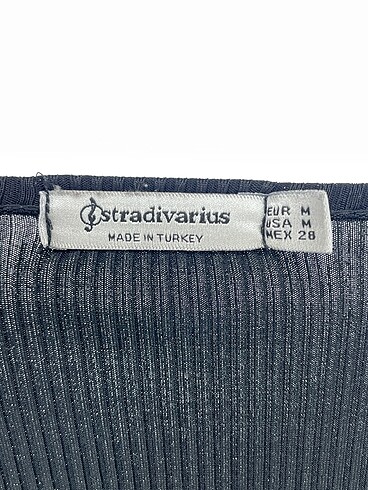 stradivarius
MADE IN TURKEY
EUR M
USA M
MEX 28